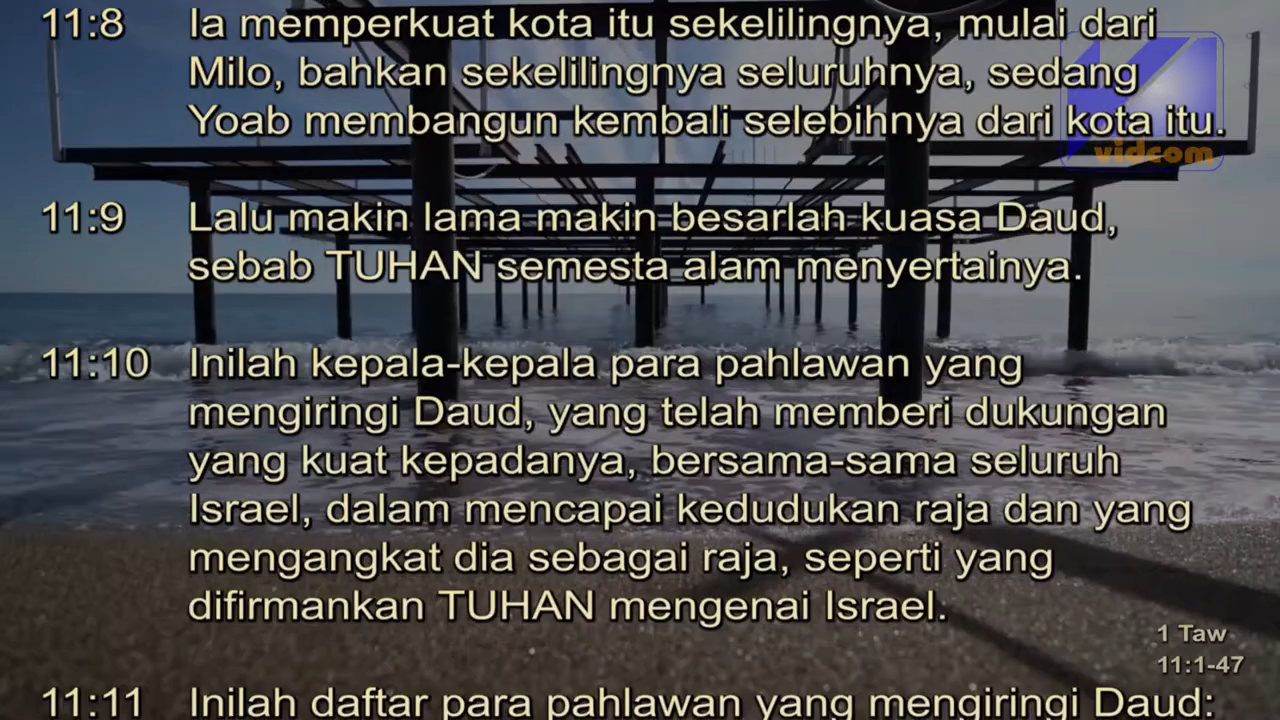 11:8 Ia memperkuat kota itu sekelilingnya, mulai dari
Milo, bahkan sekelilingnya seluruhnya, sedang
Yoab membangun kembali selebihnya dari kota itu.
vidcom
11:9 Lalu makin lama makin besarlah kuasa Daud,
sebab TUHAN semesta alam menyertainya.
11:10 Inilah kepala-kepala para pahlawan yang
mengiringi Daud, yang telah memberi dukungan
yang kuat kepadanya, bersama-sama seluruh
Israel, dalam mencapai kedudukan raja dan yang
mengangkat dia sebagai raja, seperti yang
difirmankan TUHAN mengenai Israel.
1 Taw
11:1-47
11:11 Inilah daftar para pahlawan yang mengiringi Daud: